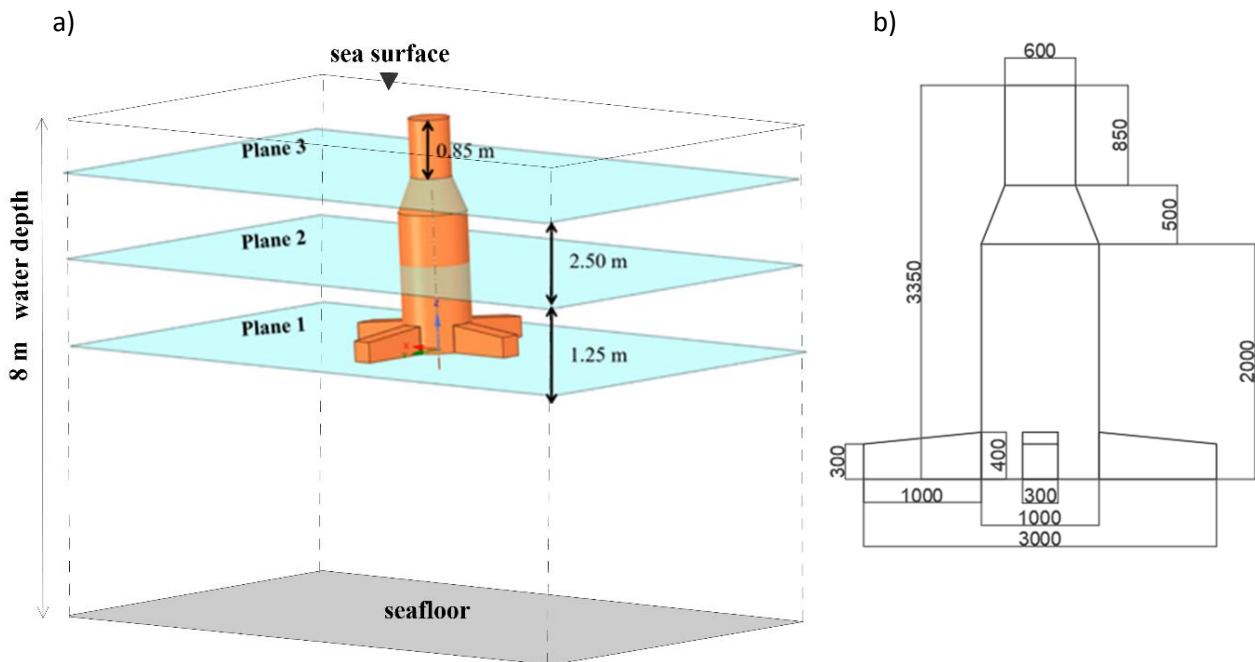 a)
sea surface
Plane 3
0.85 m
Plane 2
2.50 m
Plane 1
1.25 m
8 m water depth
seafloor
z
x
b)
600
850
500
3350
2000
300
400
1000
300
1000
3000